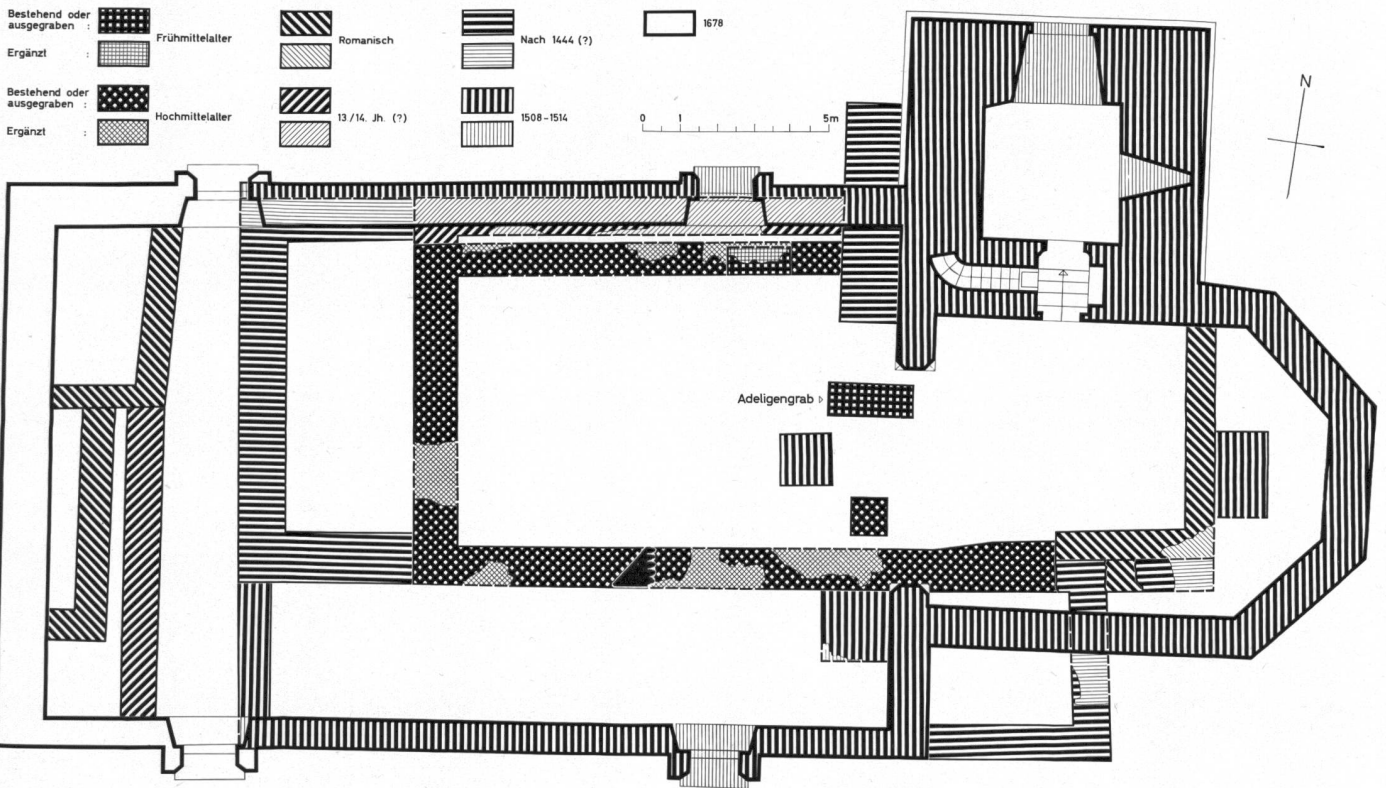 Bestehend oder
ausgegraben :
Frühmittelalter
Ergänzt :
Bestehend oder
ausgegraben :
Hochmittelalter
Ergänzt :
Romanisch
13/14. Jh. (?)
Nach 1444 (?)
1508-1514
1678
0 1 5m
N
Adeligengrab ▷